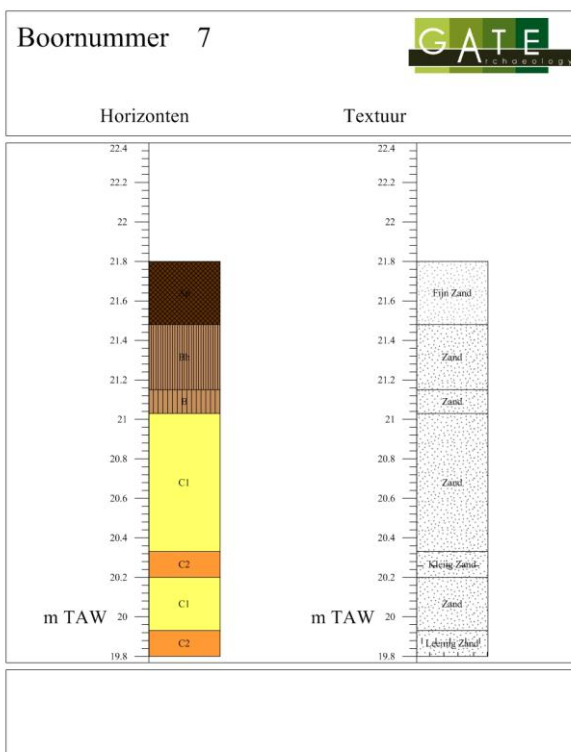 Boornummer 7
GATE
rchaeology
Horizonten Textuur
22.4 22.4
22.2 22.2
22 22
21.8 21.8
Ap Fijn Zand
21.6 21.6
21.4 21.4
Bh Zand
21.2 21.2
B Zand
21 21
20.8 20.8
C1 Zand
20.6 20.6
20.4 20.4
C2 Kleiig Zand
20.2 20.2
C1 Zand
m TAW 20 m TAW 20
C2 Lemig Zand
19.8 19.8